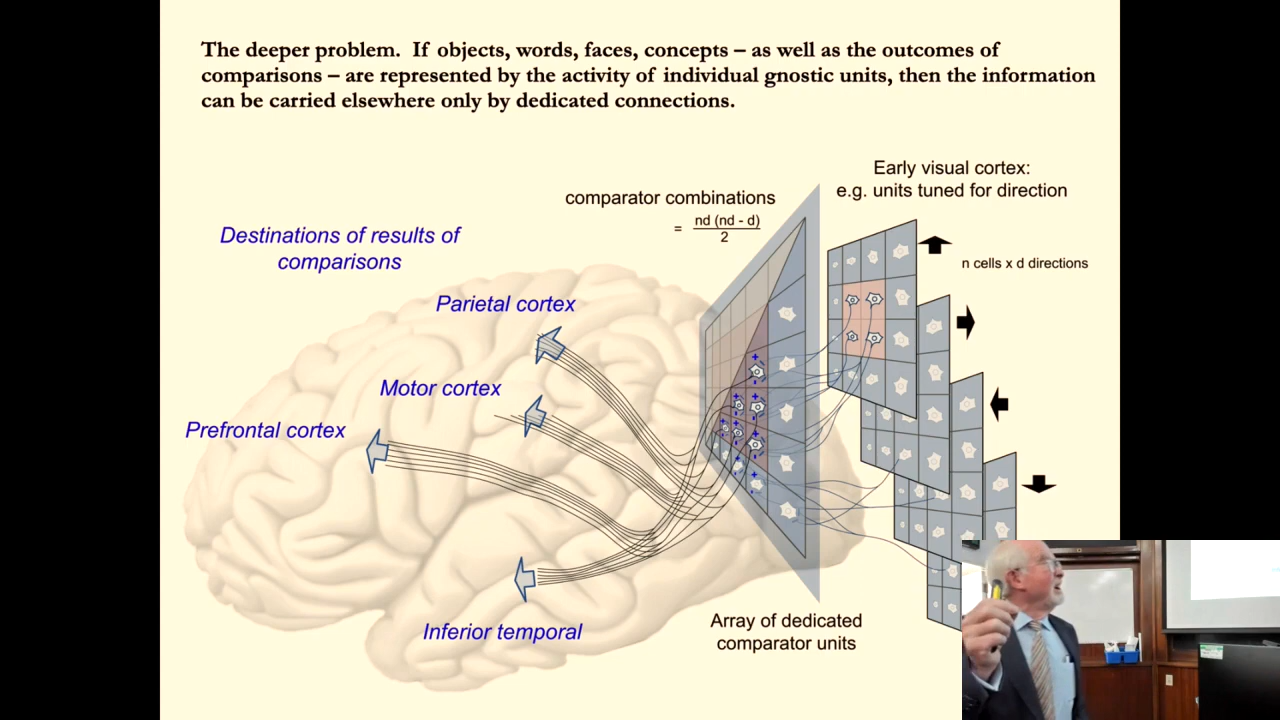 The deeper problem. If objects, words, faces, concepts – as well as the outcomes of
comparisons – are represented by the activity of individual gnostic units, then the information
can be carried elsewhere only by dedicated connections.
Early visual cortex:
e.g. units tuned for direction
comparator combinations
= nd (nd - d)
2
n cells x d directions
Destinations of results of
comparisons
Parietal cortex
Motor cortex
Prefrontal cortex
Inferior temporal
Array of dedicated
comparator units